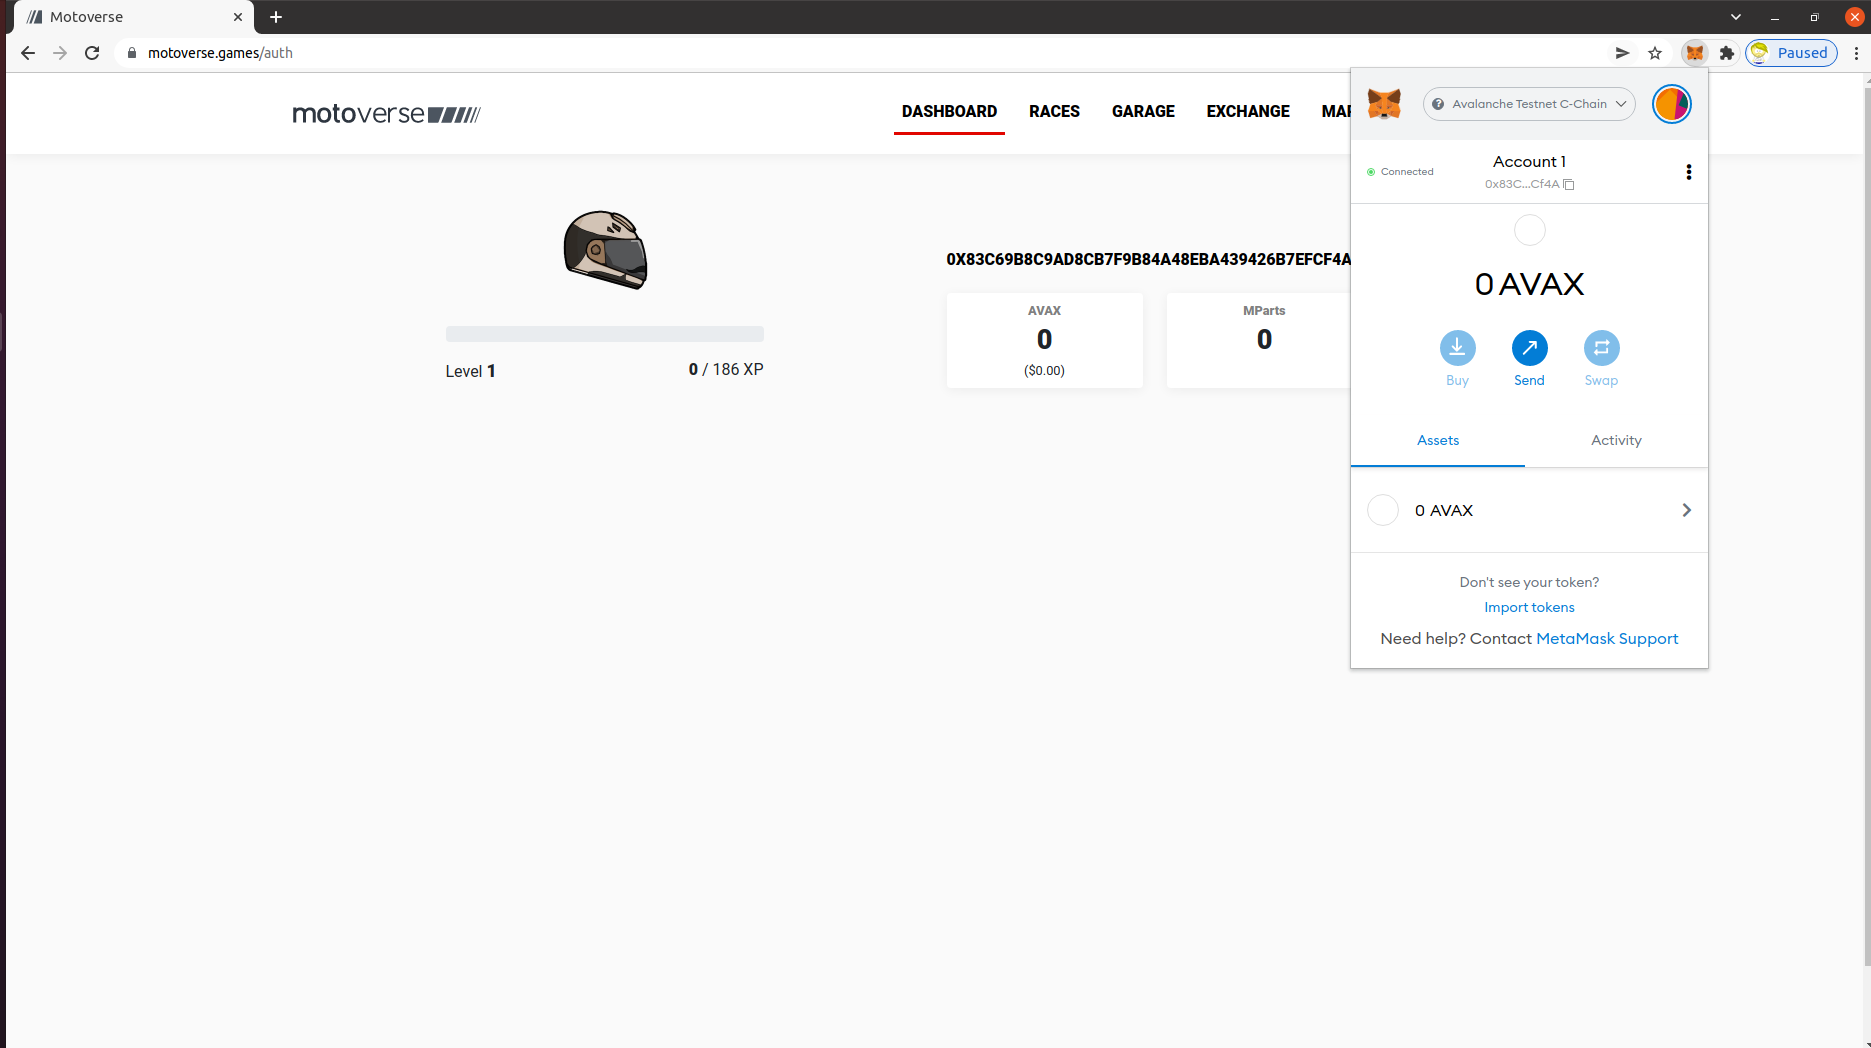 Motoverse
motoverse.games/auth
Paused
motoverse
DASHBOARD
RACES
GARAGE
EXCHANGE
Level 1
0 / 186 XP
0X83C69B8C9AD8CB7F9B84A48EBA439426B7EFCF4A
AVAX
0
($0.00)
MParts
0
Avalanche Testnet C-Chain
Connected
Account 1
0x83C...Cf4A
0 AVAX
Buy
Send
Swap
Assets
Activity
0 AVAX
Don't see your token?
Import tokens
Need help? Contact MetaMask Support